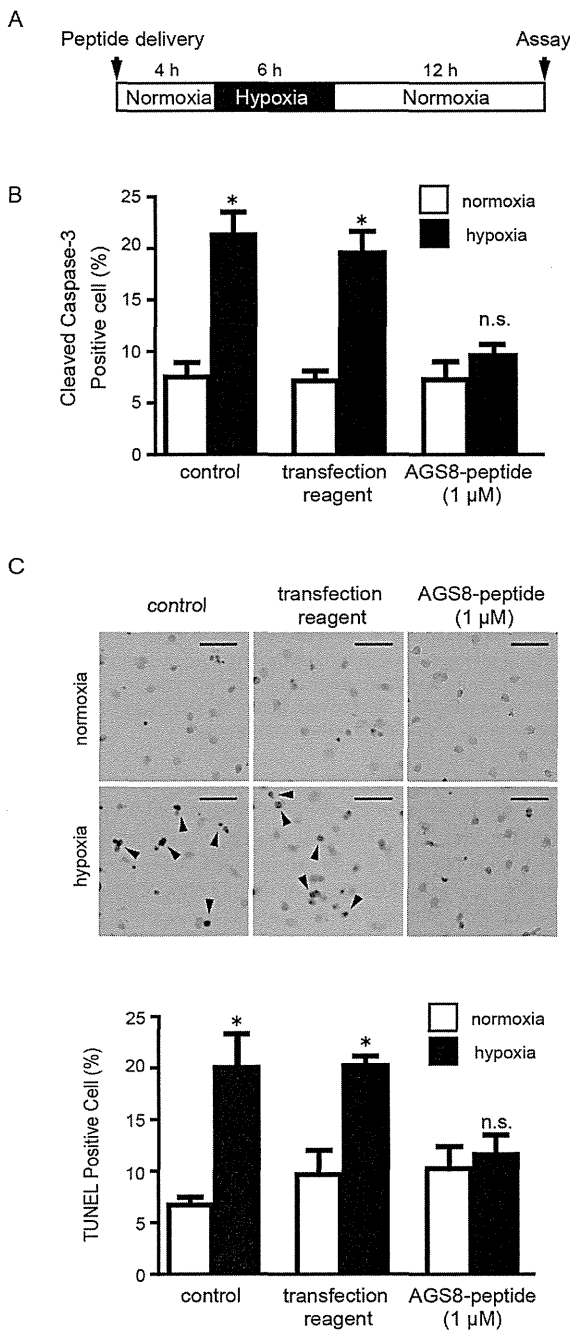 A
Peptide delivery
Assay
4 h
6 h
12 h
Normoxia
Hypoxia
Normoxia
B
Cleaved Caspase-3
Positive cell (%)
25
20
15
10
5
0
*
*
n.s.
normoxia
hypoxia
control
transfection
reagent
AGS8-peptide
(1 µM)
C
control
transfection
reagent
AGS8-peptide
(1 µM)
normoxia
hypoxia
TUNEL Positive Cell (%)
25
20
15
10
5
0
*
*
n.s.
normoxia
hypoxia
control
transfection
reagent
AGS8-peptide
(1 µM)